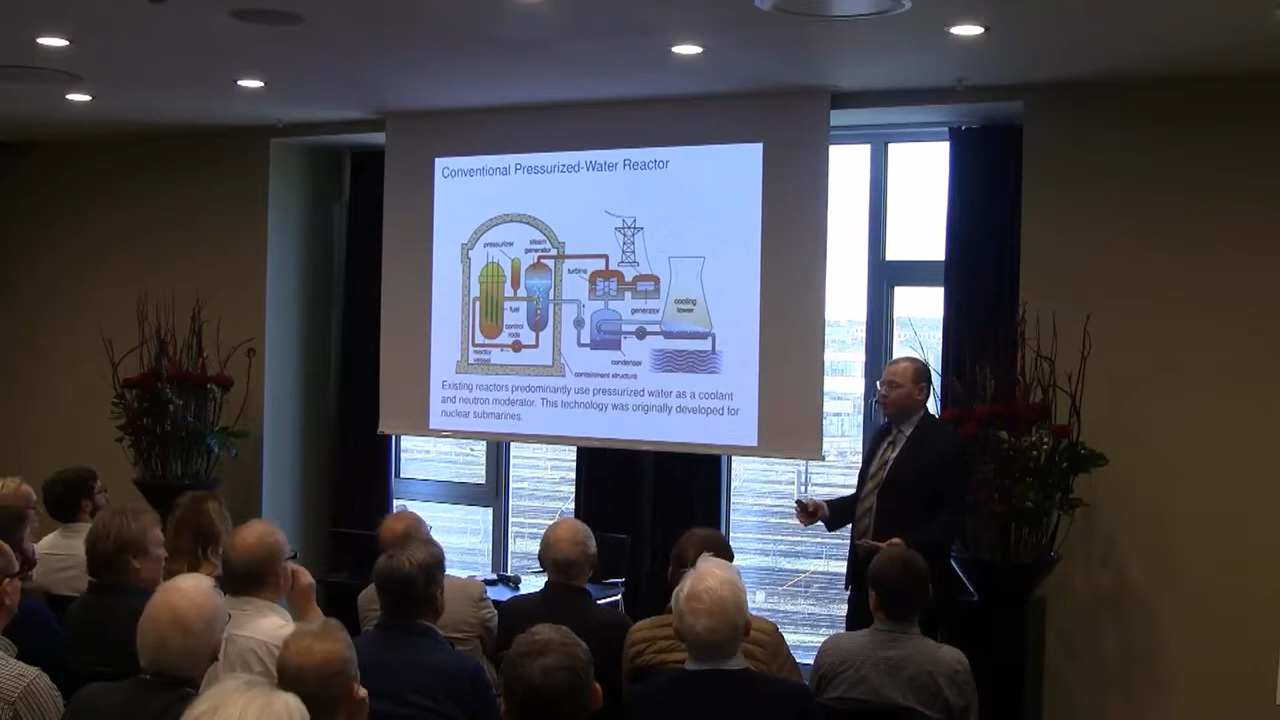 Conventional Pressurized-Water Reactor
pressurizer
steam
generator
turbine
generator
cooling
tower
fuel
control
rods
reactor
vessel
condenser
containment structure
Existing reactors predominantly use pressurized water as a coolant
and neutron moderator. This technology was originally developed for
nuclear submarines.